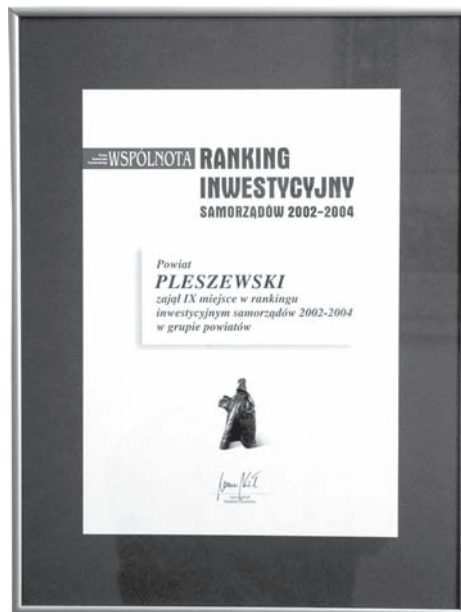 WSPÓLNOTA
RANKING
INWESTYCYJNY
SAMORZĄDÓW 2002-2004
Powiat
PLESZEWSKI
zajął IX miejsce w rankingu
inwestycyjnym samorządów 2002-2004
w grupie powiatów